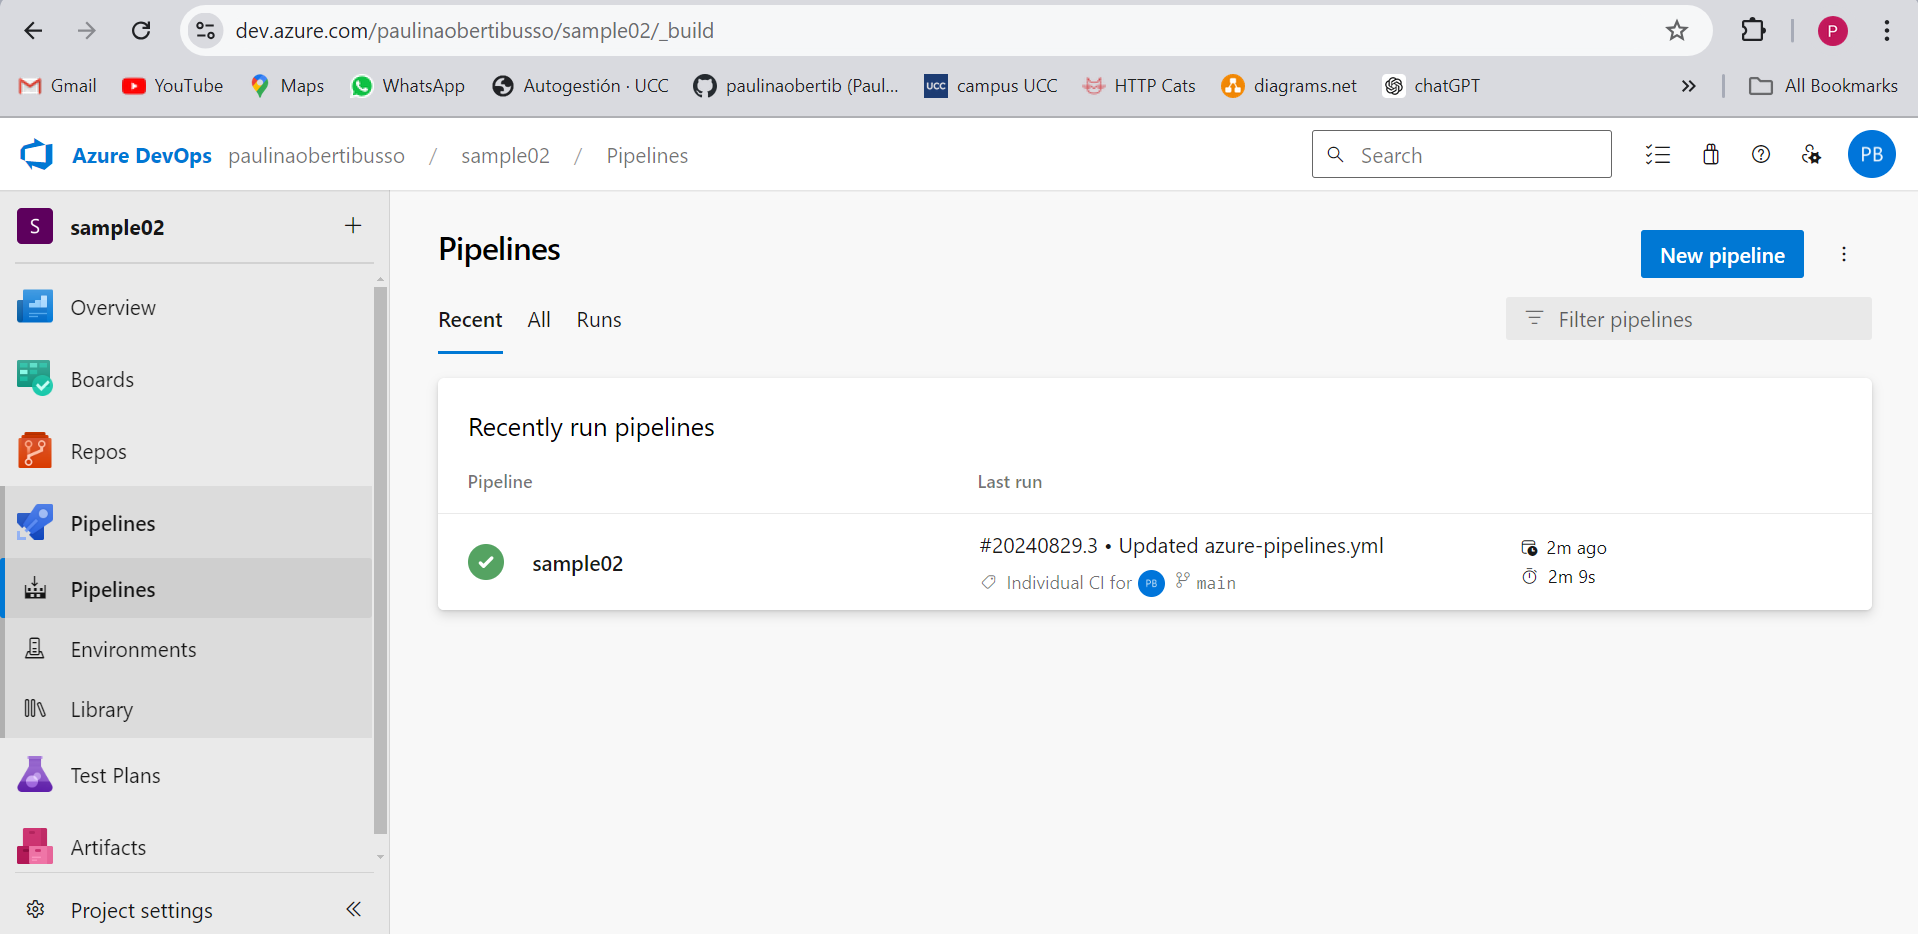 dev.azure.com/paulinaobertibusso/sample02/_build
P
Gmail YouTube Maps WhatsApp Autogestión · UCC paulinaobertib (Paul... UCC campus UCC HTTP Cats diagrams.net chatGPT » All Bookmarks
Azure DevOps paulinaobertibusso / sample02 / Pipelines Search PB
S sample02 +
Overview
Boards
Repos
Pipelines
Pipelines
Environments
Library
Test Plans
Artifacts
Project settings
Pipelines
New pipeline
Recent All Runs
Filter pipelines
Recently run pipelines
Pipeline Last run
sample02
#20240829.3 • Updated azure-pipelines.yml
Individual CI for PB main
2m ago
2m 9s